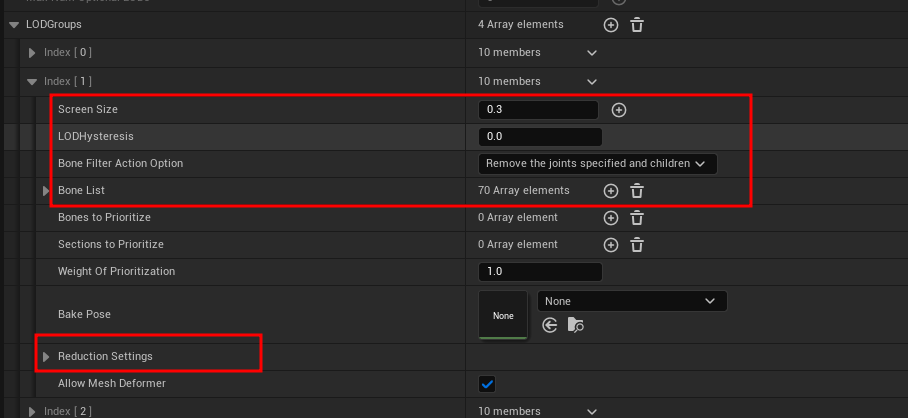 LODGroups 4 Array elements
Index [ 0 ] 10 members
Index [ 1 ] 10 members
Screen Size 0.3
LODHysteresis 0.0
Bone Filter Action Option Remove the joints specified and children
Bone List 70 Array elements
Bones to Prioritize 0 Array element
Sections to Prioritize 0 Array element
Weight Of Prioritization 1.0
Bake Pose None None
Reduction Settings
Allow Mesh Deformer
Index [ 2 ] 10 members